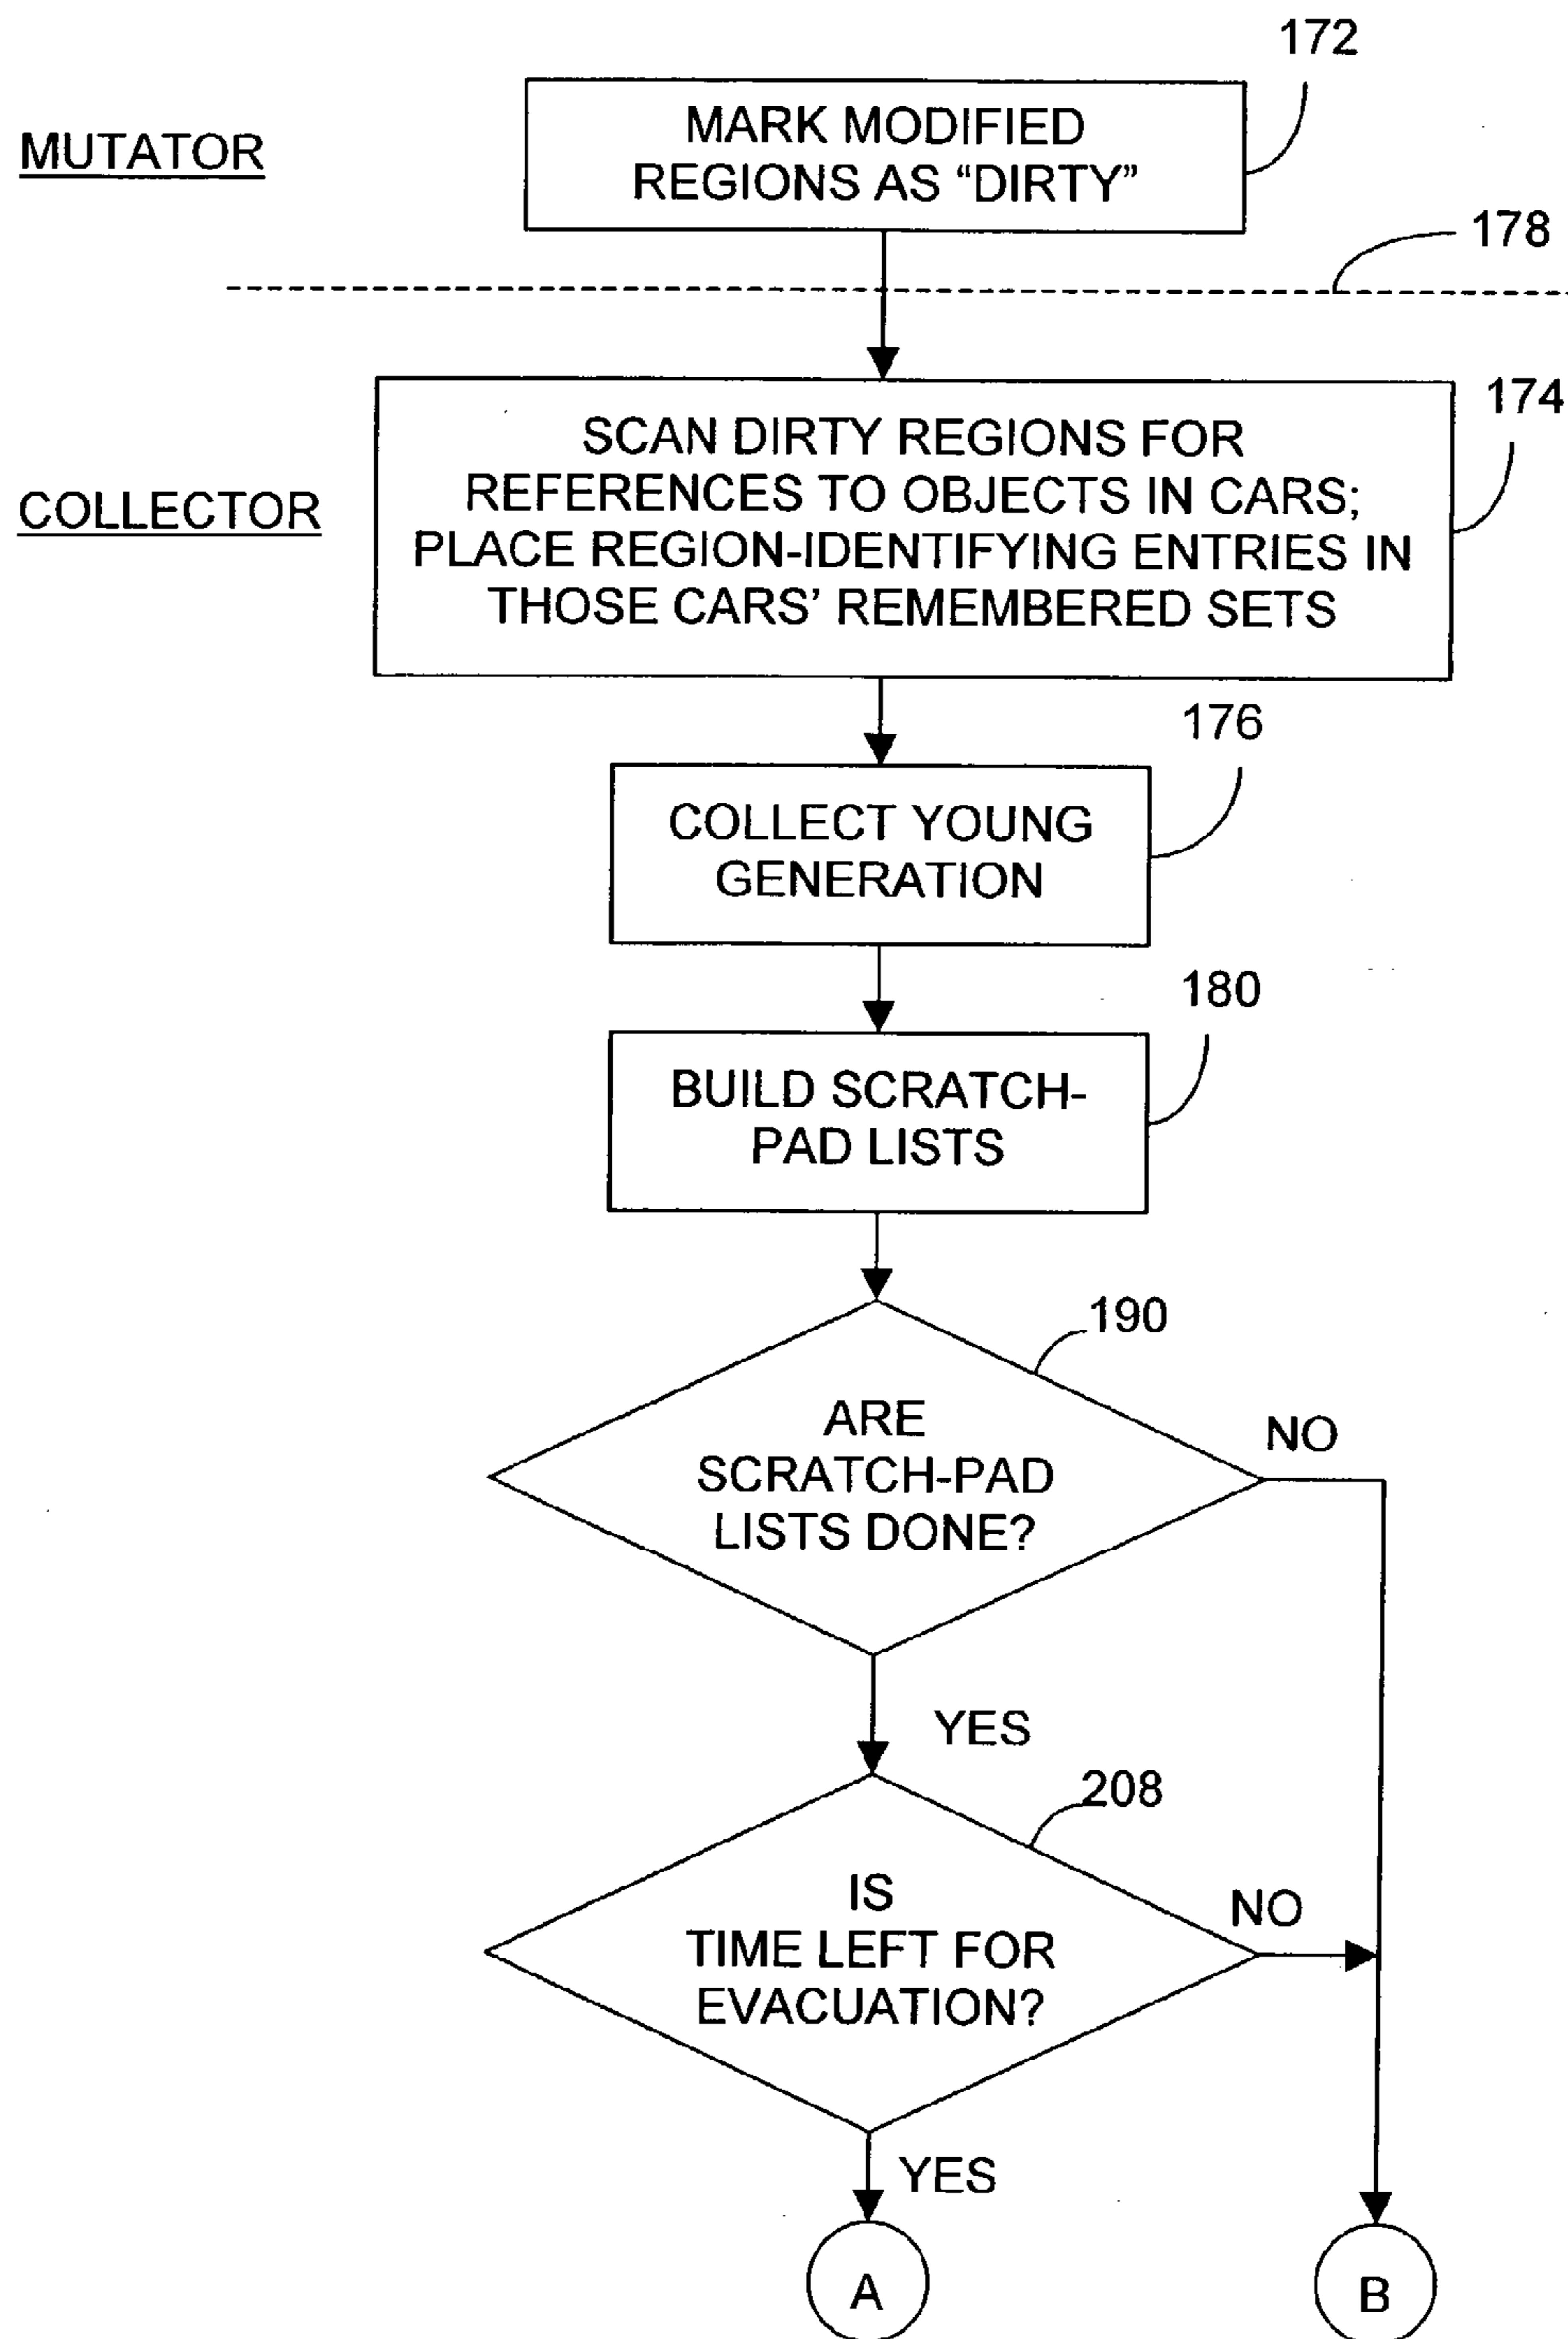 172
MUTATOR
MARK MODIFIED
REGIONS AS “DIRTY”
178
174
COLLECTOR
SCAN DIRTY REGIONS FOR
REFERENCES TO OBJECTS IN CARS;
PLACE REGION-IDENTIFYING ENTRIES IN
THOSE CARS’ REMEMBERED SETS
176
COLLECT YOUNG
GENERATION
180
BUILD SCRATCH-
PAD LISTS
190
ARE
SCRATCH-PAD
LISTS DONE?
NO
YES
208
IS
TIME LEFT FOR
EVACUATION?
NO
YES
A
B